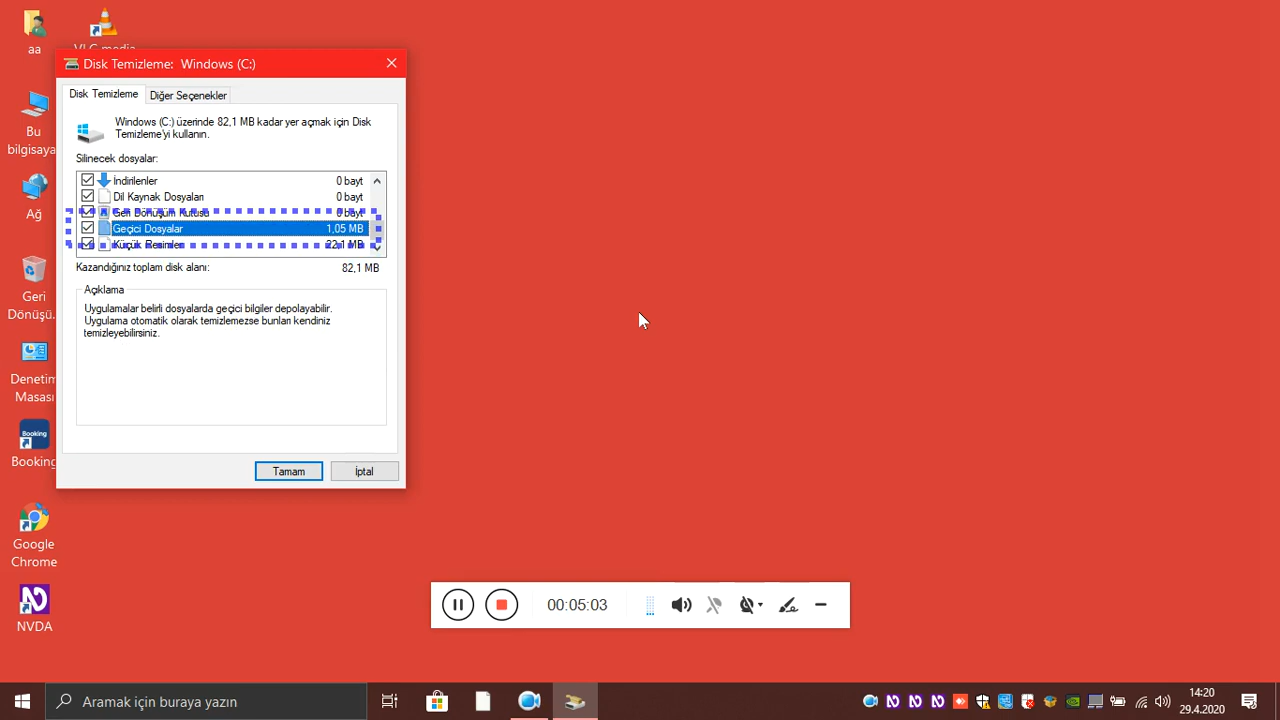 aa
VLC media
Bu
bilgisaya
Ağ
Geri
Dönüşü...
Denetim
Masası
Booking
Booking
Google
Chrome
NVDA
Disk Temizleme: Windows (C:)
Disk Temizleme
Diğer Seçenekler
Windows (C:) üzerinde 82,1 MB kadar yer açmak için Disk
Temizleme'yi kullanın.
Silinecek dosyalar:
İndirilenler 0 bayt
Dil Kaynak Dosyaları 0 bayt
Geri Dönüşüm Kutusu 0 bayt
Geçici Dosyalar 1,05 MB
Küçük Resimler 22,1 MB
Kazandığınız toplam disk alanı: 82,1 MB
Açıklama
Uygulamalar belirli dosyalarda geçici bilgiler depolayabilir.
Uygulama otomatik olarak temizlemezse bunları kendiniz
temizleyebilirsiniz.
Tamam
İptal
00:05:03
Aramak için buraya yazın
14:20
29.4.2020